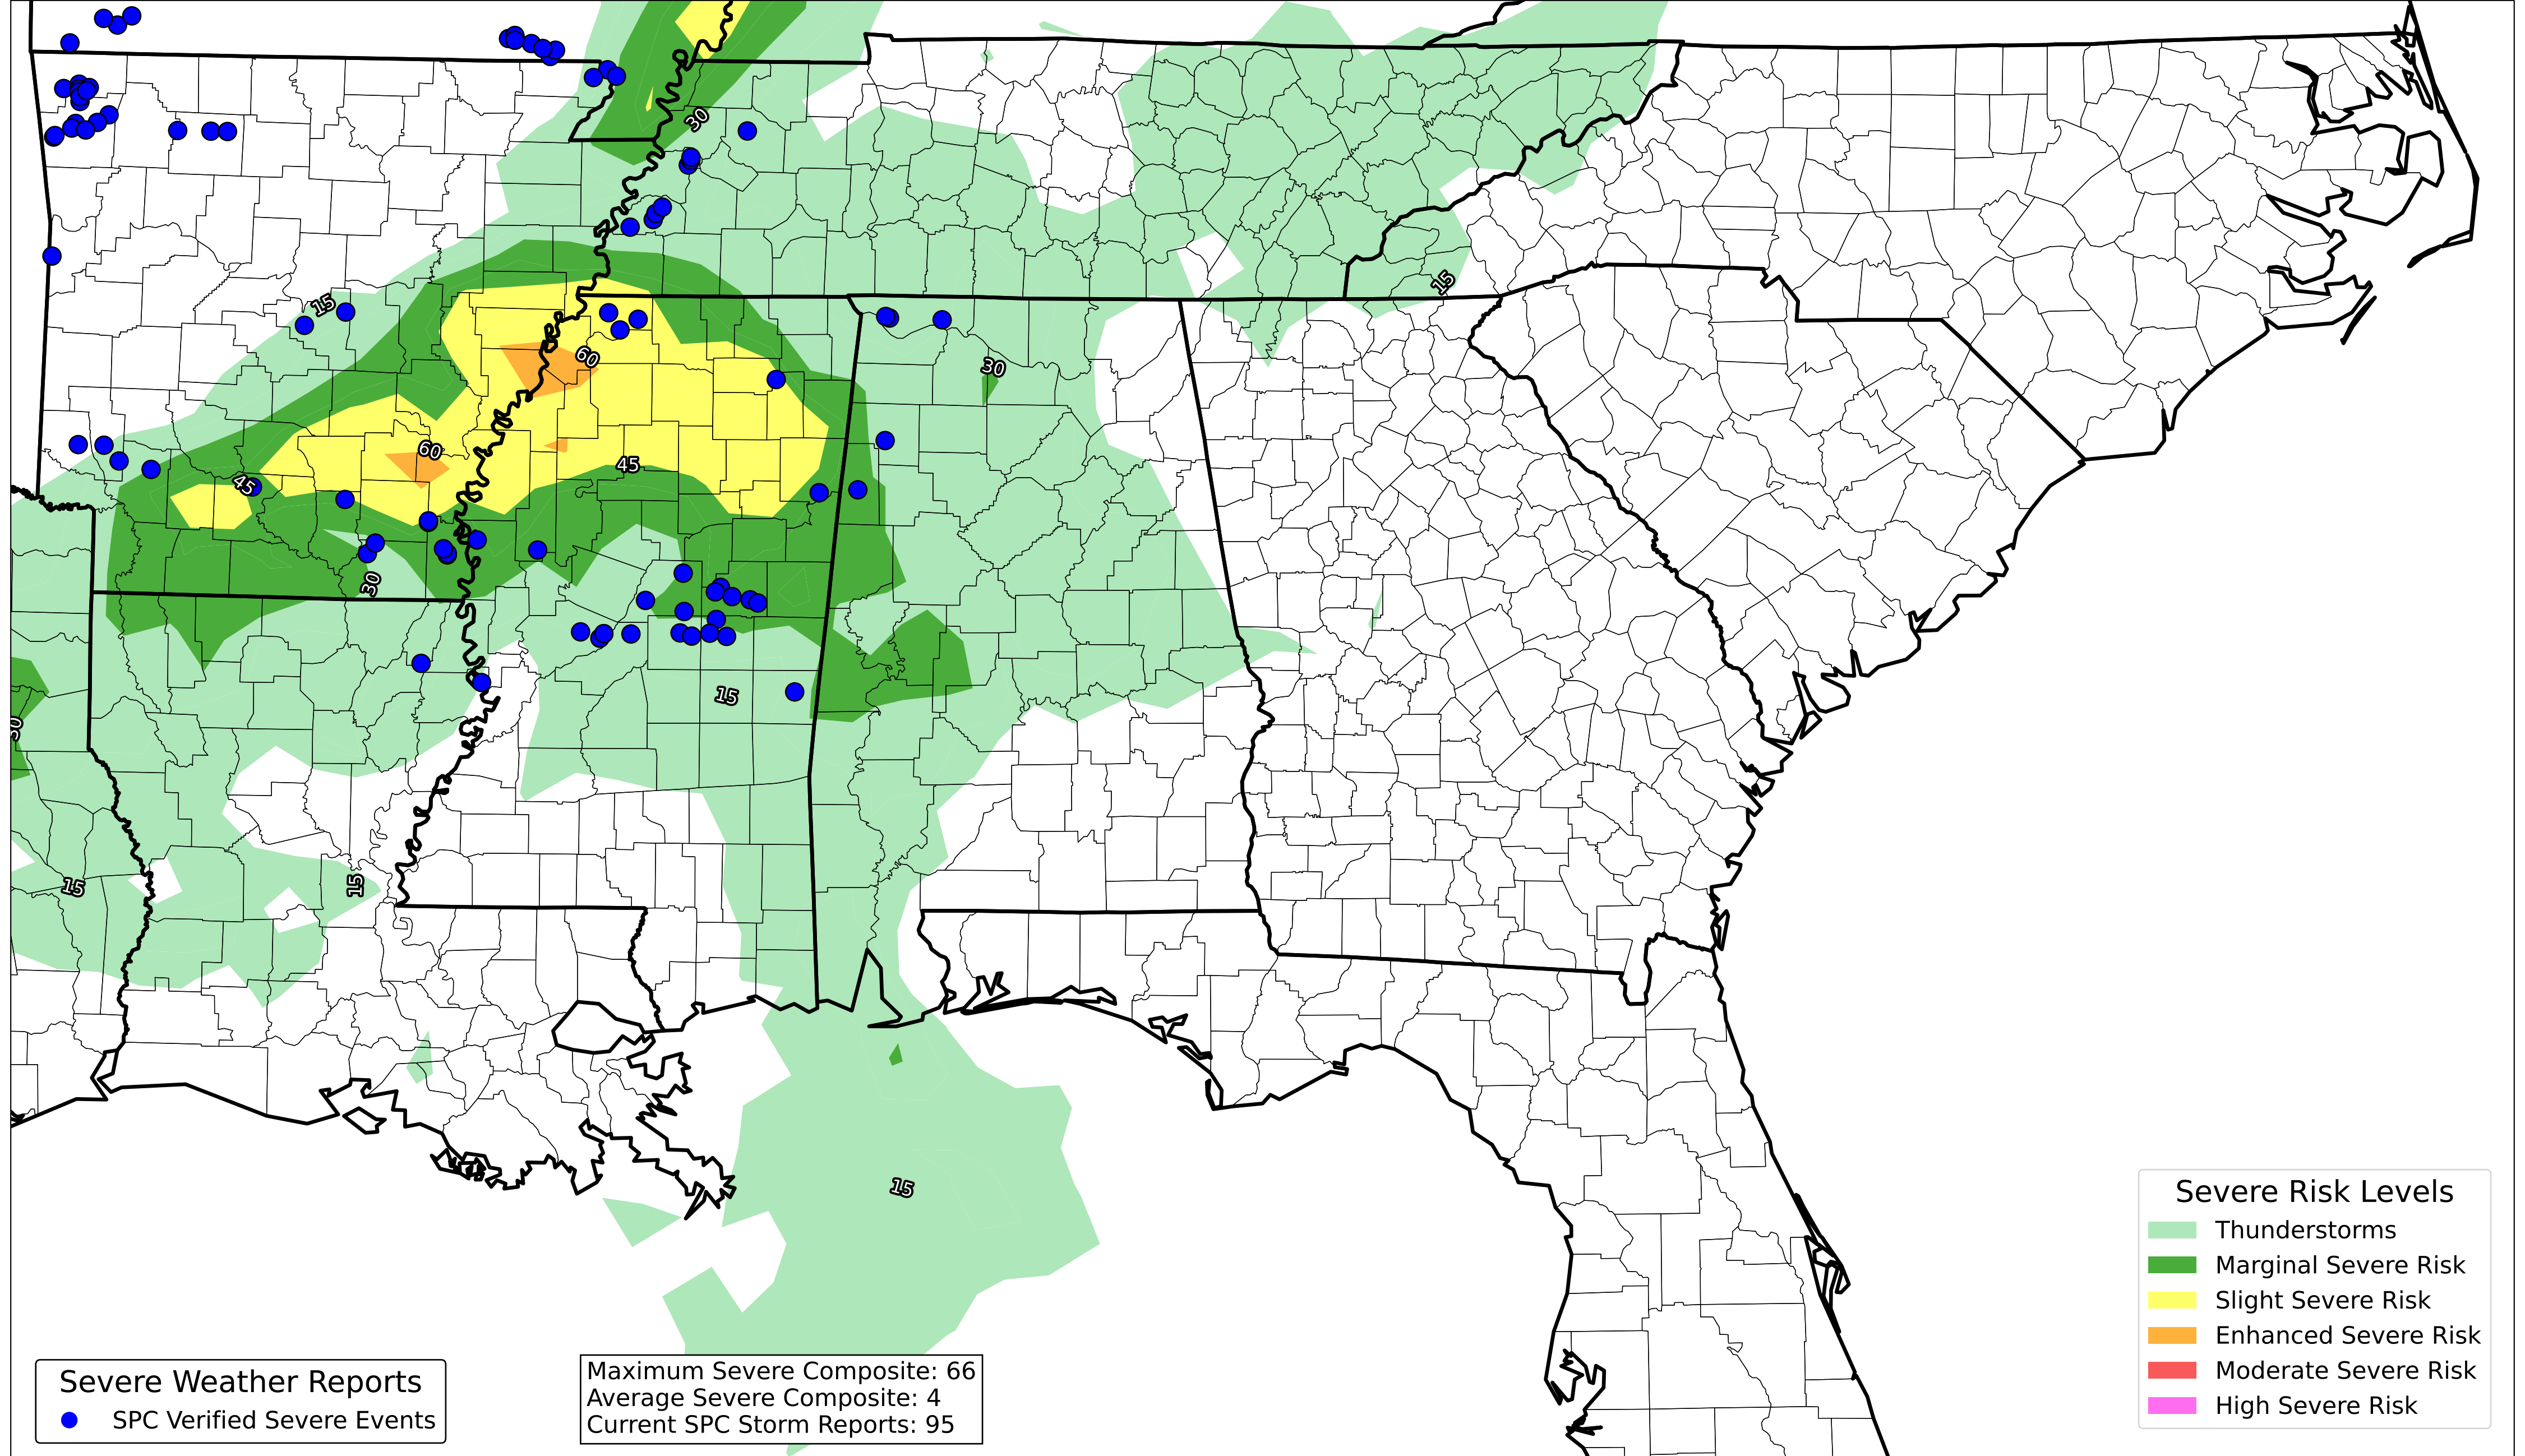 30
15
15
30
60
60
45
45
30
15
30
15
15
15
Severe Risk Levels
Thunderstorms
Marginal Severe Risk
Slight Severe Risk
Enhanced Severe Risk
Moderate Severe Risk
High Severe Risk
Severe Weather Reports
SPC Verified Severe Events
Maximum Severe Composite: 66
Average Severe Composite: 4
Current SPC Storm Reports: 95